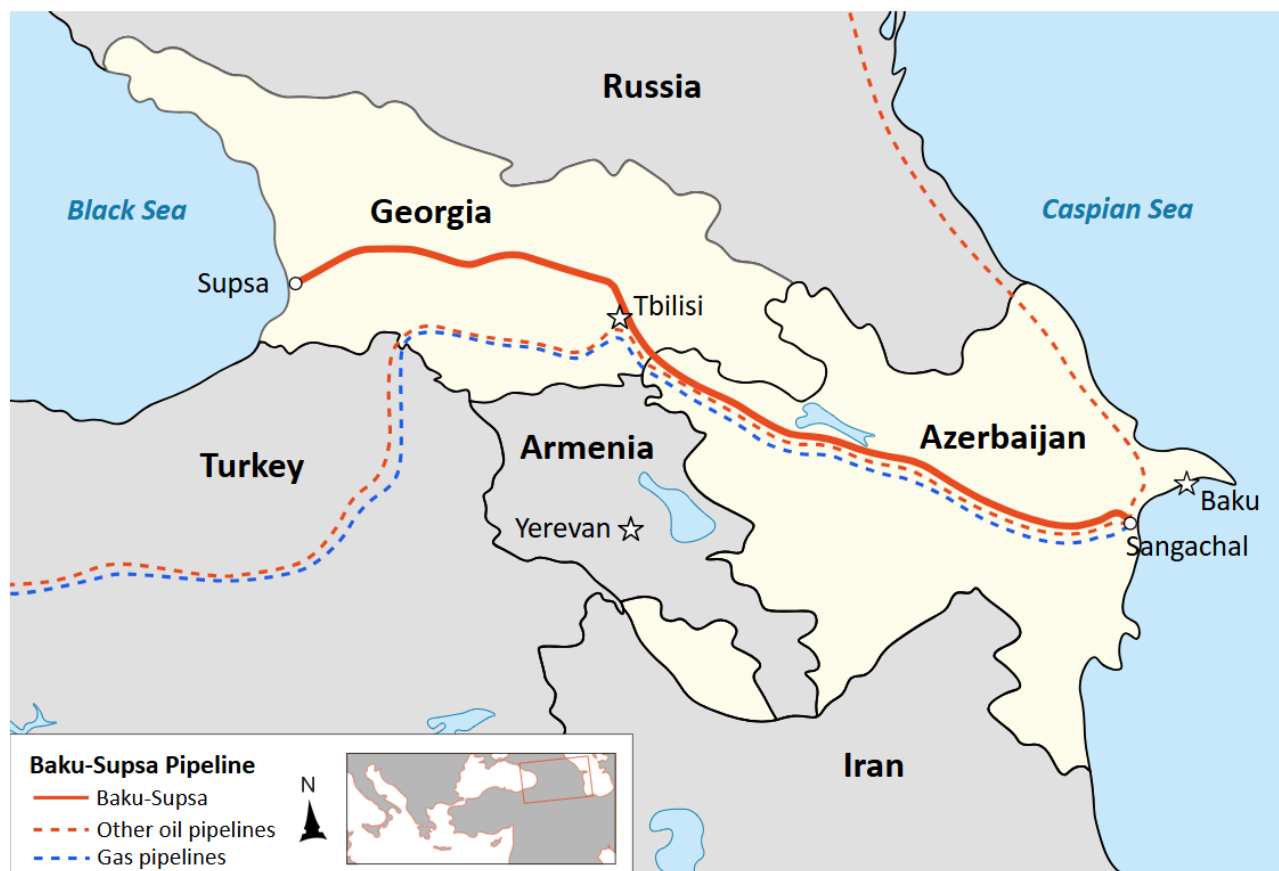 Russia
Black Sea
Georgia
Caspian Sea
Supsa
Tbilisi
Azerbaijan
Armenia
Turkey
Baku
Yerevan
Sangachal
Iran
Baku-Supsa Pipeline
N
Baku-Supsa
Other oil pipelines
Gas pipelines